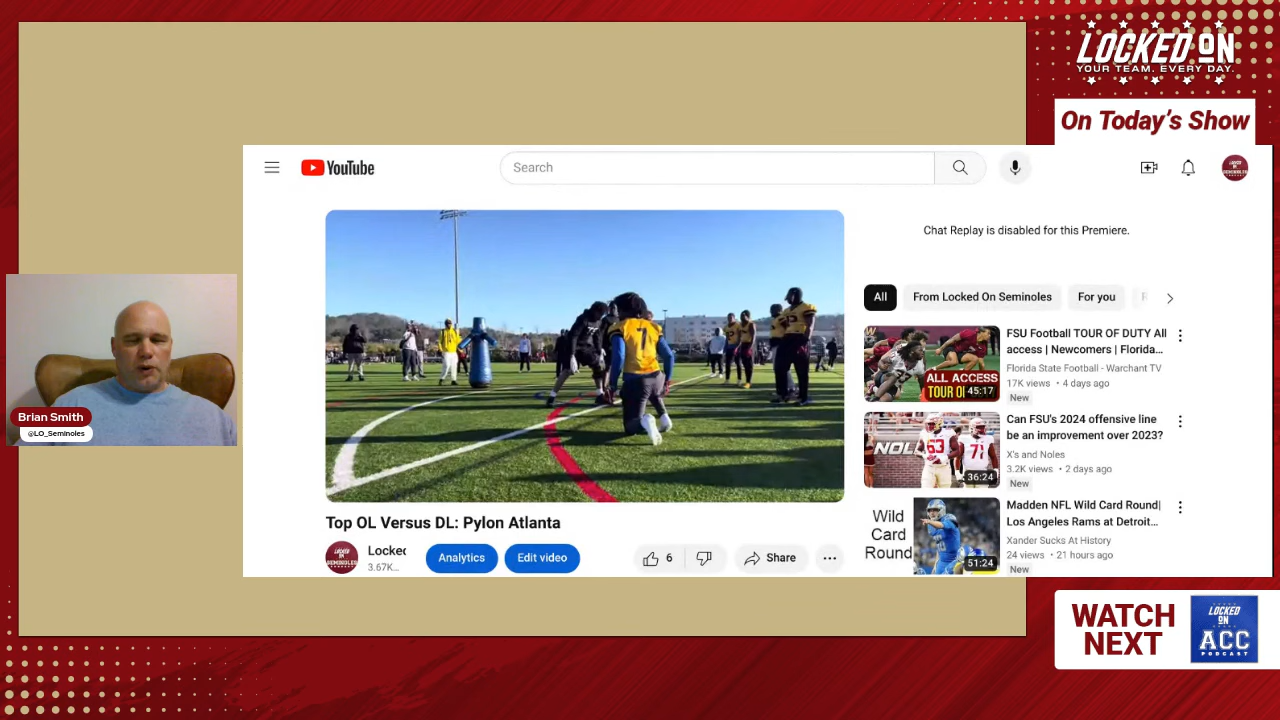 LOCKED ON
YOUR TEAM. EVERY DAY.
On Today's Show
YouTube
Search
Chat Replay is disabled for this Premiere.
All
From Locked On Seminoles
For you
7
FSU Football TOUR OF DUTY All
access | Newcomers | Florida...
Florida State Football - Warchant TV
17K views • 4 days ago
New
ALL ACCESS
45:17
Can FSU's 2024 offensive line
be an improvement over 2023?
X's and Noles
3.2K views • 2 days ago
New
63
36:24
Madden NFL Wild Card Round|
Los Angeles Rams at Detroit...
Xander Sucks At History
24 views • 21 hours ago
New
Wild
Card
Round
51:24
Brian Smith
@LO_Seminoles
Top OL Versus DL: Pylon Atlanta
3.67K...
Analytics
Edit video
6
Share
WATCH
NEXT
LOCKED
ON
ACC
PODCAST